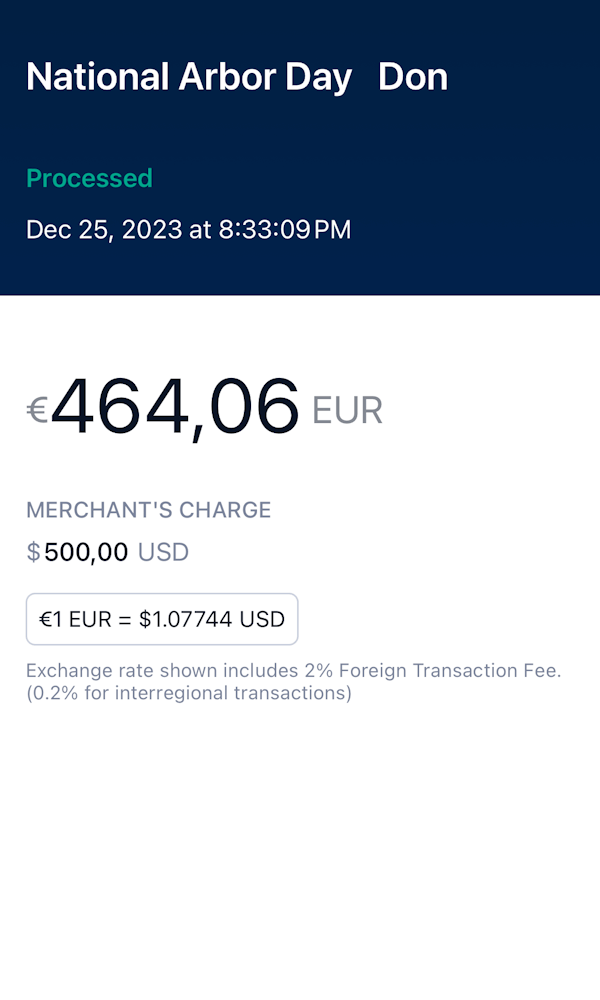 National Arbor Day Don
Processed
Dec 25, 2023 at 8:33:09 PM
€464,06 EUR
MERCHANT'S CHARGE
$500,00 USD
€1 EUR = $1.07744 USD
Exchange rate shown includes 2% Foreign Transaction Fee.
(0.2% for interregional transactions)